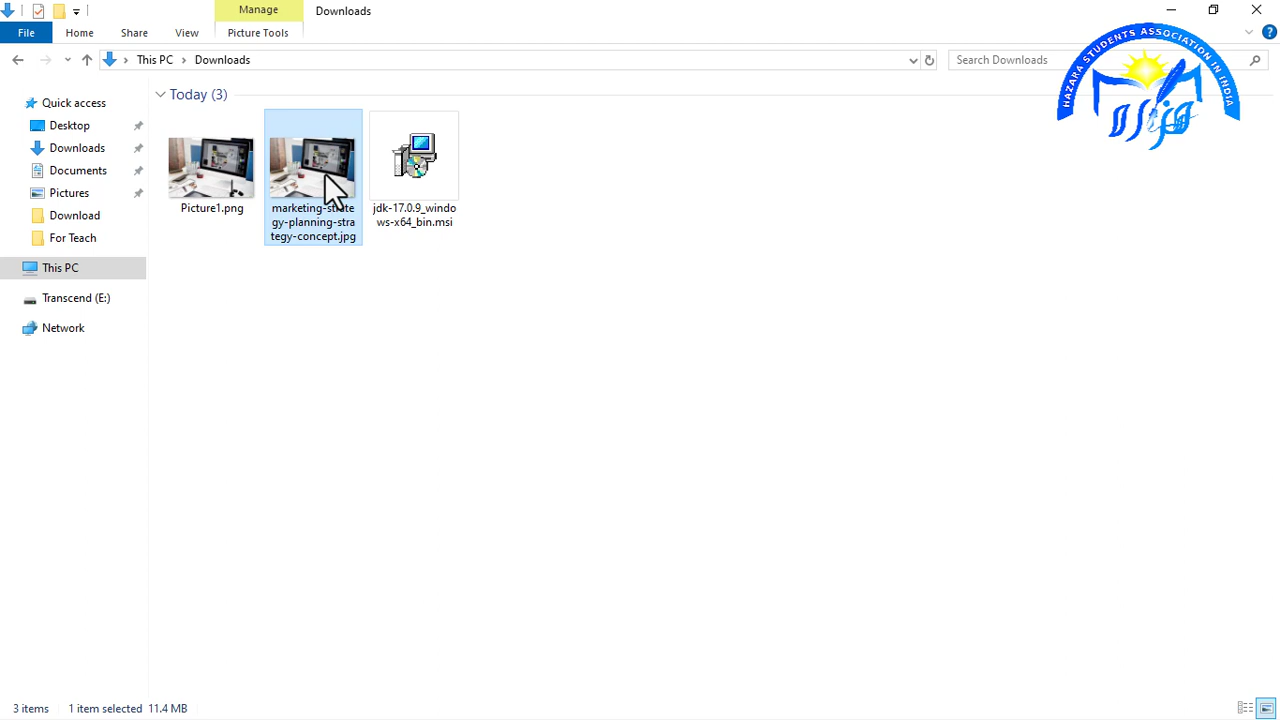 Manage
Downloads
File
Home
Share
View
Picture Tools
This PC
Downloads
Search Downloads
HAZARA STUDENTS ASSOCIATION IN INDIA
Quick access
Desktop
Downloads
Documents
Pictures
Download
For Teach
This PC
Transcend (E:)
Network
Today (3)
Picture1.png
marketing-strate
gy-planning-stra
tegy-concept.jpg
jdk-17.0.9_windo
ws-x64_bin.msi
3 items
1 item selected
11.4 MB